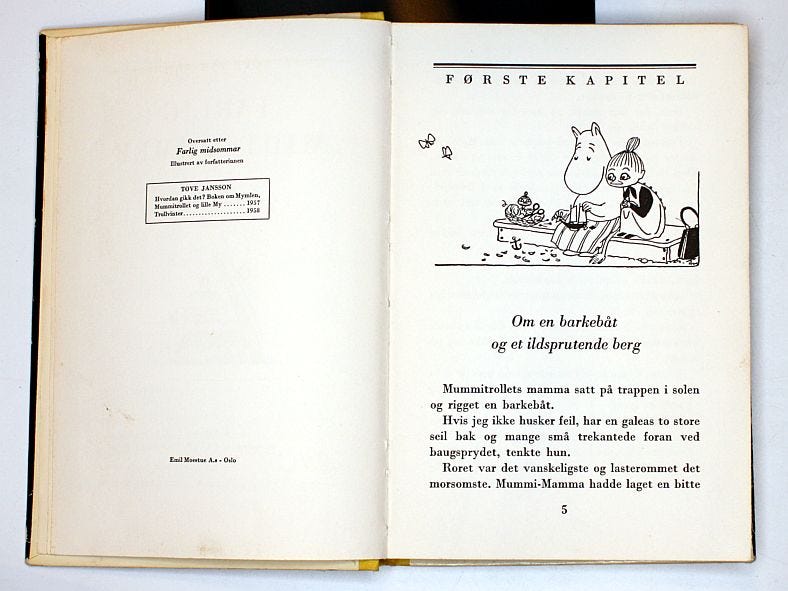 Oversatt etter
Farlig midsommar
Illustrert av forfatterinnen
TOVE JANSSON
Hvordan gikk det? Boken om Mymlen,
Mummitrollet og lille My ....... 1957
Trollvinter..................... 1958
Emil Moestue A.s - Oslo
FØRSTE KAPITEL
Om en barkebåt
og et ildsprutende berg
Mummitrollets mamma satt på trappen i solen
og rigget en barkebåt.
Hvis jeg ikke husker feil, har en galeas to store
seil bak og mange små trekantede foran ved
baugsprydet, tenkte hun.
Roret var det vanskeligste og lasterommet det
morsomste. Mummi-Mamma hadde laget en bitte
5